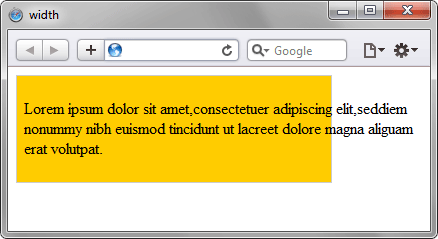 width
Google
Lorem ipsum dolor sit amet,consectetuer adipiscing elit,seddiem
nonummy nibh euismod tincidunt ut lacreet dolore magna aliguam
erat volutpat.